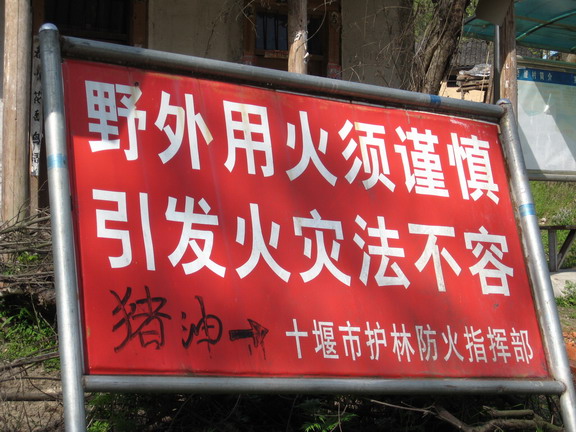 野外用火须谨慎
引发火灾法不容
猪油→
十堰市护林防火指挥部